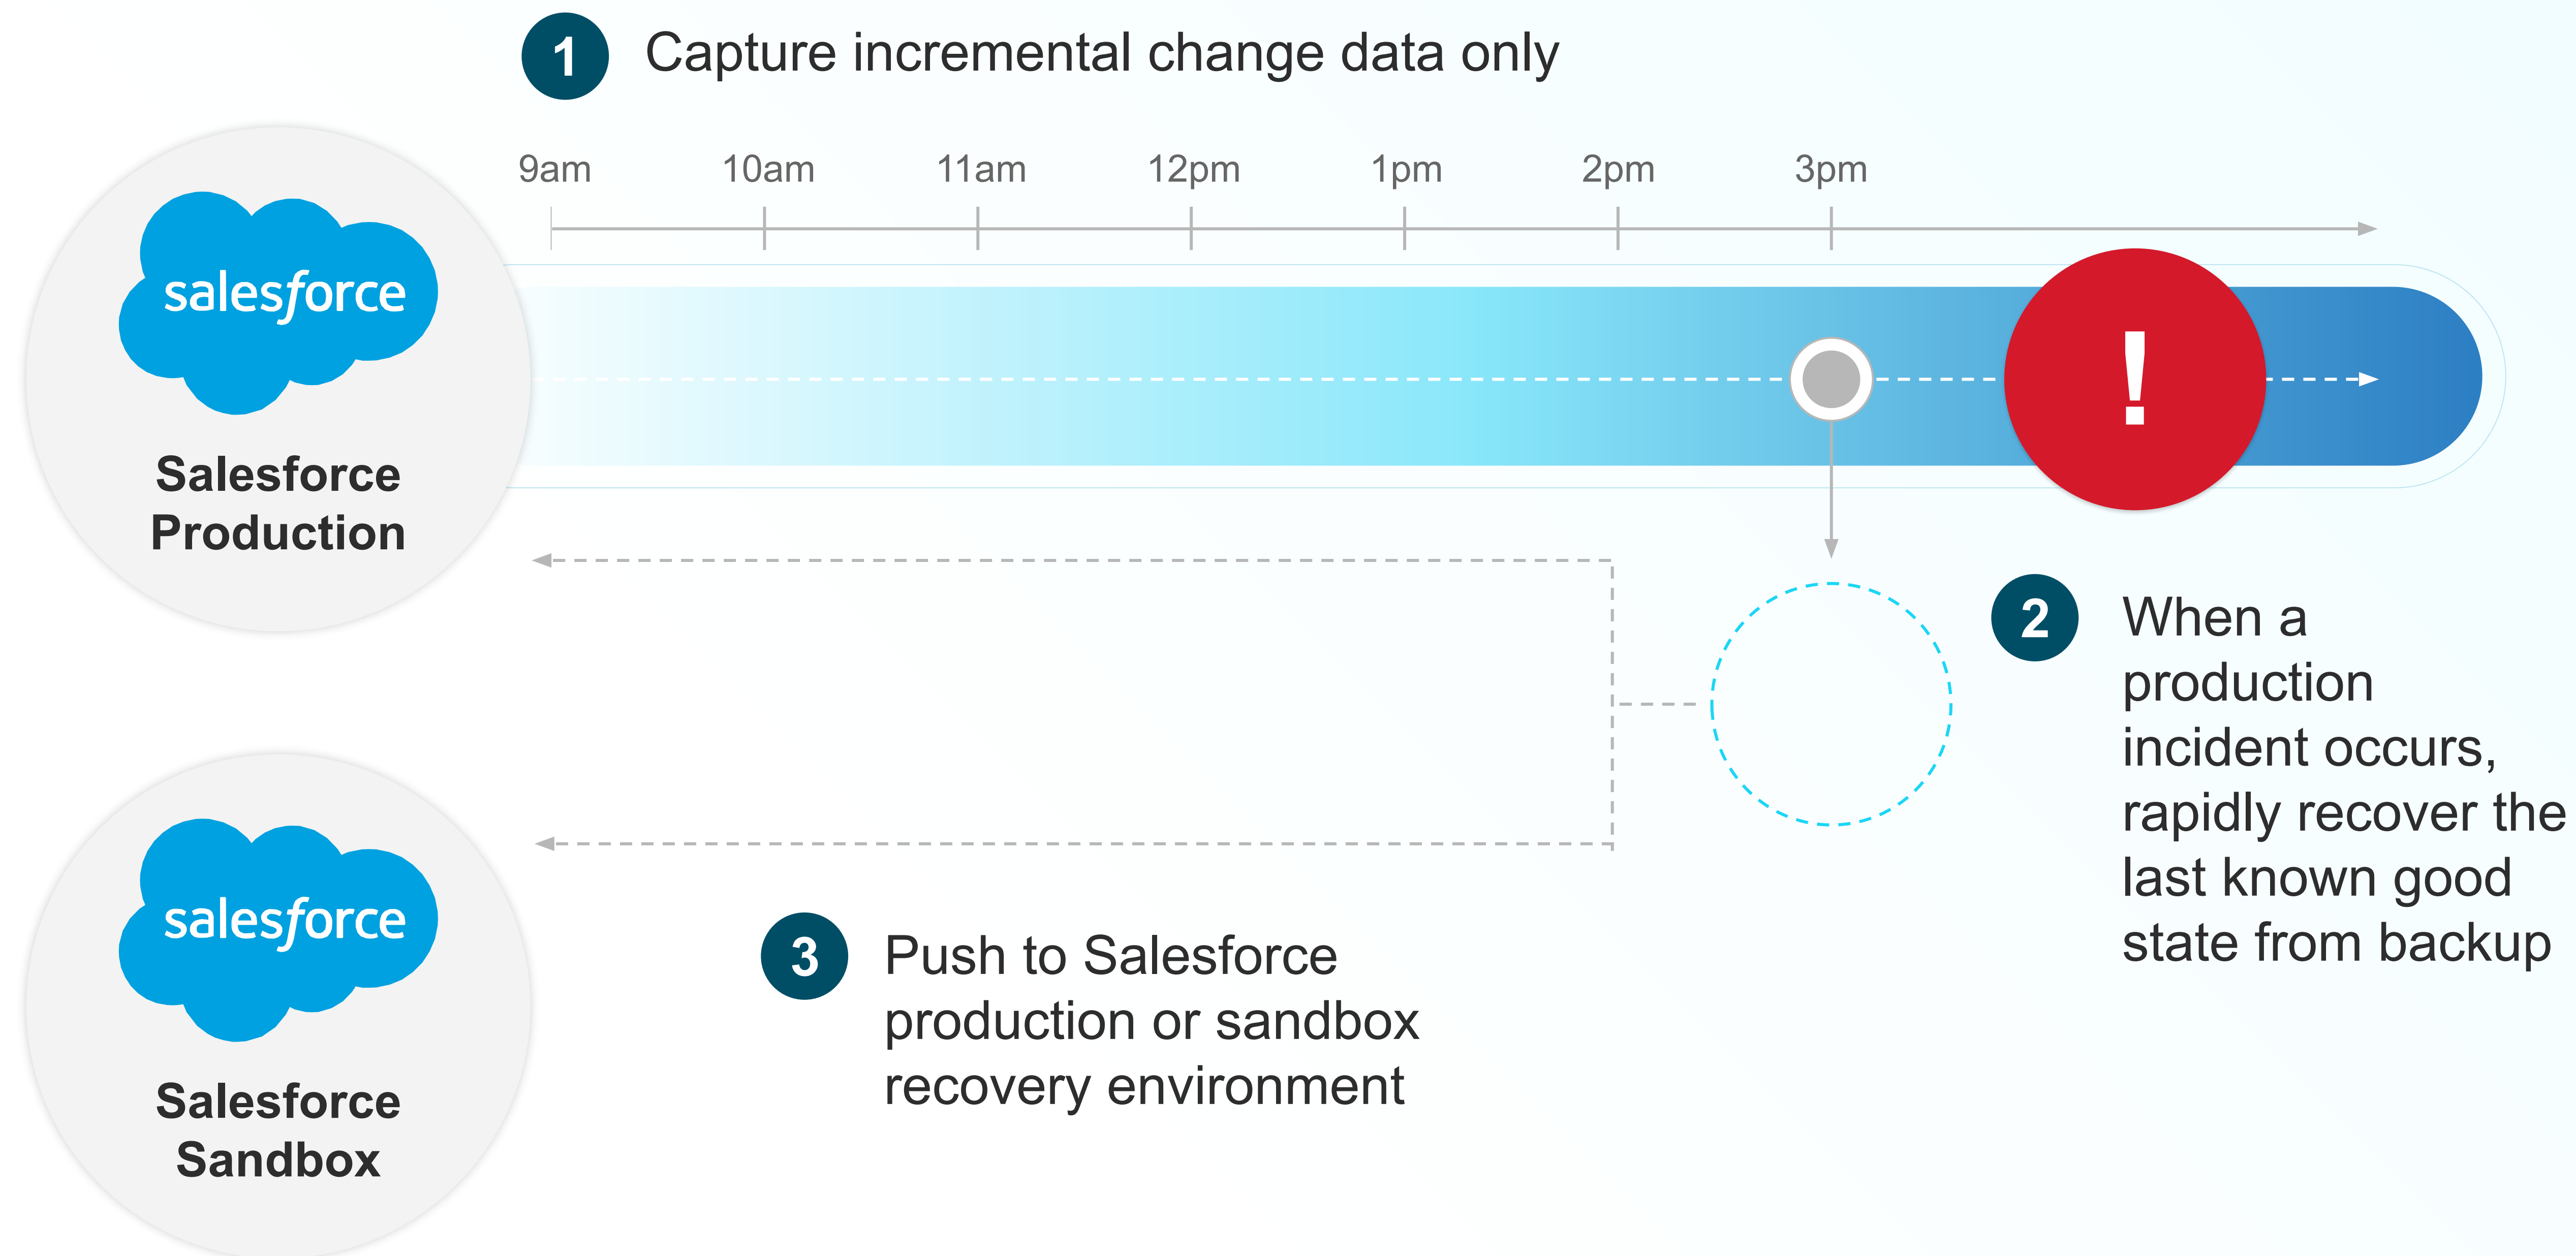 1
Capture incremental change data only
9am 10am 11am 12pm 1pm 2pm 3pm
salesforce
Salesforce
Production
!
2
When a
production
incident occurs,
rapidly recover the
last known good
state from backup
salesforce
Salesforce
Sandbox
3
Push to Salesforce
production or sandbox
recovery environment